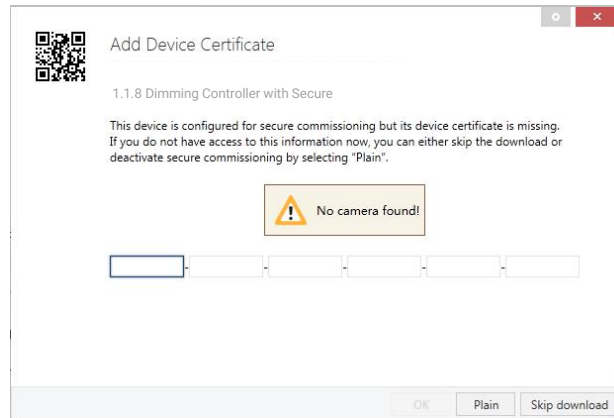 Add Device Certificate
1.1.8 Dimming Controller with Secure
This device is configured for secure commissioning but its device certificate is missing.
If you do not have access to this information now, you can either skip the download or
deactivate secure commissioning by selecting "Plain".
No camera found!
- - - - -
OK Plain Skip download